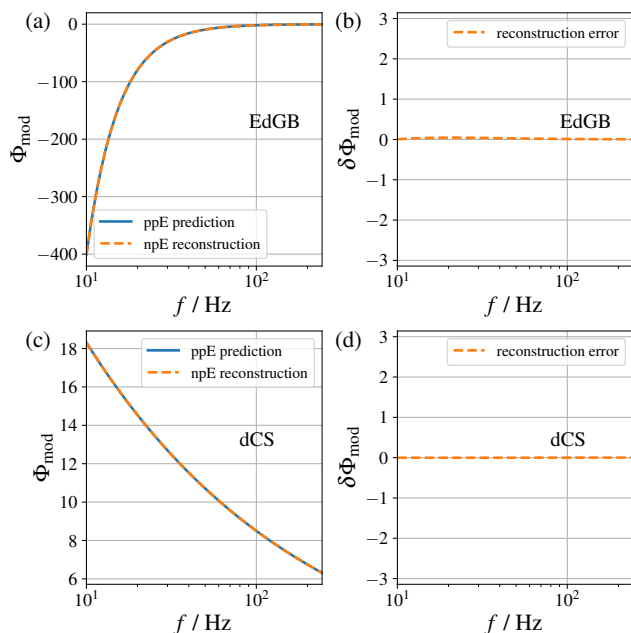 (a)
0
−100
−200
−300
−400
Φmod
EdGB
ppE prediction
npE reconstruction
10¹
10²
f / Hz
(b)
3
2
1
0
−1
−2
−3
δΦmod
reconstruction error
EdGB
10¹
10²
f / Hz
(c)
18
16
14
12
10
8
6
Φmod
ppE prediction
npE reconstruction
dCS
10¹
10²
f / Hz
(d)
3
2
1
0
−1
−2
−3
δΦmod
reconstruction error
dCS
10¹
10²
f / Hz